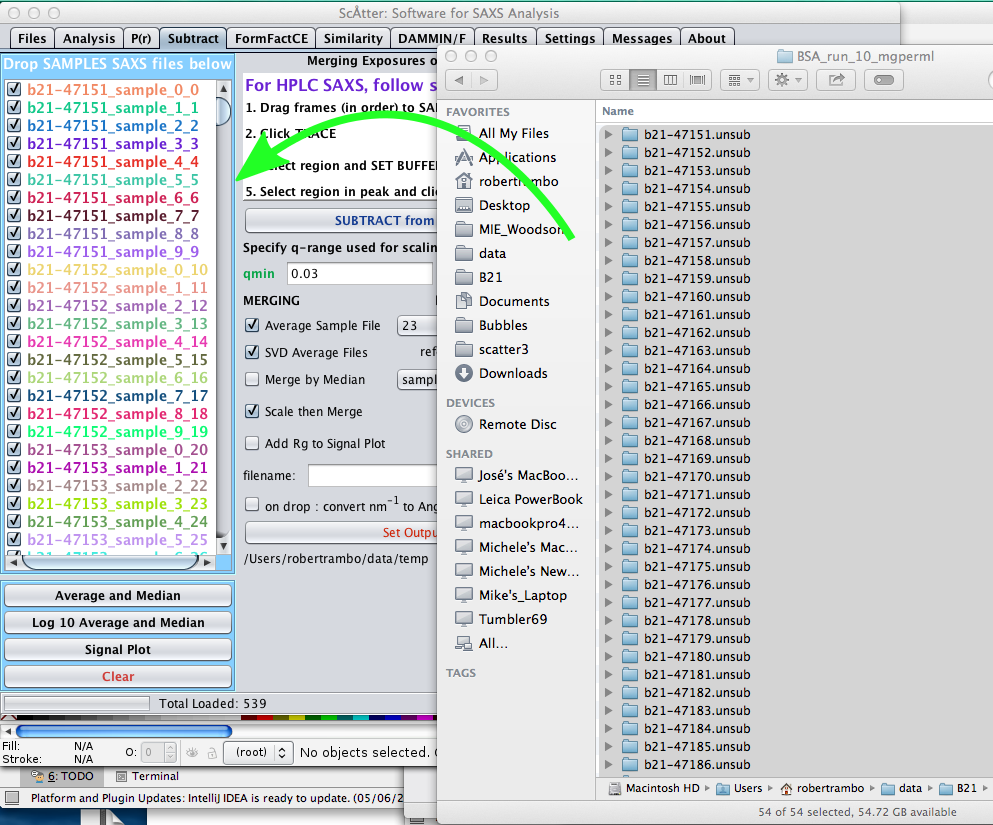 ScÅtter: Software for SAXS Analysis
Files
Analysis
P(r)
Subtract
FormFactCE
Similarity
DAMMIN/F
Results
Settings
Messages
About
Drop SAMPLES SAXS files below
b21-47151_sample_0_0
b21-47151_sample_1_1
b21-47151_sample_2_2
b21-47151_sample_3_3
b21-47151_sample_4_4
b21-47151_sample_5_5
b21-47151_sample_6_6
b21-47151_sample_7_7
b21-47151_sample_8_8
b21-47151_sample_9_9
b21-47152_sample_0_10
b21-47152_sample_1_11
b21-47152_sample_2_12
b21-47152_sample_3_13
b21-47152_sample_4_14
b21-47152_sample_5_15
b21-47152_sample_6_16
b21-47152_sample_7_17
b21-47152_sample_8_18
b21-47152_sample_9_19
b21-47153_sample_0_20
b21-47153_sample_1_21
b21-47153_sample_2_22
b21-47153_sample_3_23
b21-47153_sample_4_24
b21-47153_sample_5_25
Average and Median
Log 10 Average and Median
Signal Plot
Clear
Total Loaded: 539
Merging Exposures o
For HPLC SAXS, follow s
1. Drag frames (in order) to SA
2. Click TRACE
lect region and SET BUFFE
5. Select region in peak and clic
SUBTRACT from
Specify q-range used for scalin
qmin 0.03
MERGING
Average Sample File 23
SVD Average Files ref
Merge by Median sampl
Scale then Merge
Add Rg to Signal Plot
filename:
on drop : convert nm⁻¹ to Ang
Set Outpu
/Users/robertrambo/data/temp
Fill: N/A
Stroke: N/A
O: 0
(root)
No objects selected.
6: TODO
Terminal
Platform and Plugin Updates: IntelliJ IDEA is ready to update. (05/06/2
BSA_run_10_mgperml
FAVORITES
All My Files
Applications
robertrambo
Desktop
MIE_Woodson
data
B21
Documents
Bubbles
scatter3
Downloads
DEVICES
Remote Disc
SHARED
José's MacBoo...
Leica PowerBook
macbookpro4...
Michele's Mac...
Michele's New...
Mike's_Laptop
Tumbler69
All...
TAGS
Name
b21-47151.unsub
b21-47152.unsub
b21-47153.unsub
b21-47154.unsub
b21-47155.unsub
b21-47156.unsub
b21-47157.unsub
b21-47158.unsub
b21-47159.unsub
b21-47160.unsub
b21-47161.unsub
b21-47162.unsub
b21-47163.unsub
b21-47164.unsub
b21-47165.unsub
b21-47166.unsub
b21-47167.unsub
b21-47168.unsub
b21-47169.unsub
b21-47170.unsub
b21-47171.unsub
b21-47172.unsub
b21-47173.unsub
b21-47174.unsub
b21-47175.unsub
b21-47176.unsub
b21-47177.unsub
b21-47178.unsub
b21-47179.unsub
b21-47180.unsub
b21-47181.unsub
b21-47182.unsub
b21-47183.unsub
b21-47184.unsub
b21-47185.unsub
b21-47186.unsub
Macintosh HD Users robertrambo data B21
54 of 54 selected, 54.72 GB available